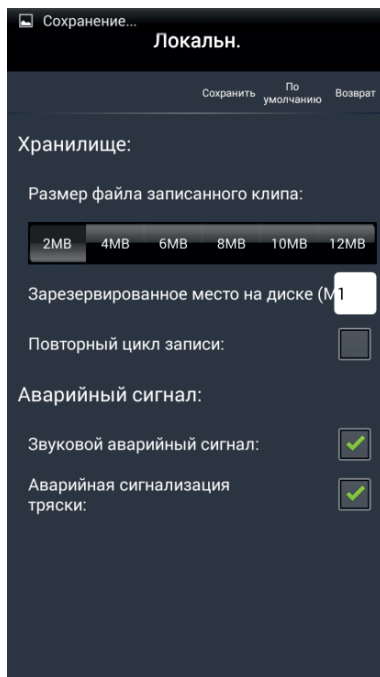 Сохранение...
Локальн.
Сохранить По умолчанию Возврат
Хранилище:
Размер файла записанного клипа:
2MB 4MB 6MB 8MB 10MB 12MB
Зарезервированное место на диске (М 1
Повторный цикл записи:
Аварийный сигнал:
Звуковой аварийный сигнал:
Аварийная сигнализация
тряски: